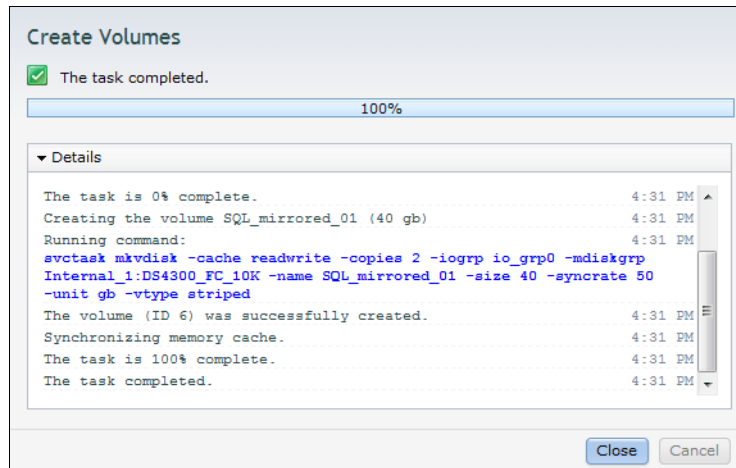 Create Volumes
The task completed.
100%
Details
The task is 0% complete. 4:31 PM
Creating the volume SQL_mirrored_01 (40 gb) 4:31 PM
Running command: 4:31 PM
svctask mkvdisk -cache readwrite -copies 2 -iogrp io_grp0 -mdiskgrp
Internal_1:DS4300_FC_10K -name SQL_mirrored_01 -size 40 -syncrate 50
-unit gb -vtype striped
The volume (ID 6) was successfully created. 4:31 PM
Synchronizing memory cache. 4:31 PM
The task is 100% complete. 4:31 PM
The task completed. 4:31 PM
Close Cancel